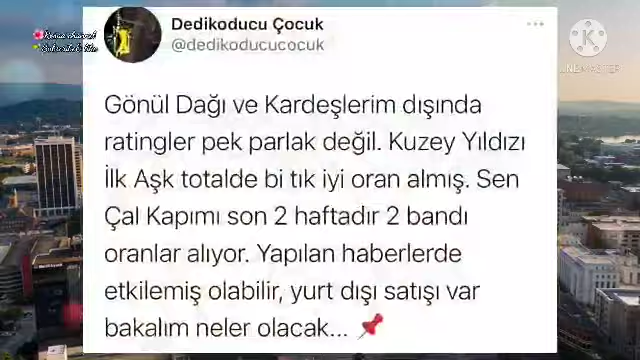 Dedikoducu Çocuk
@dedikoducucocuk
Gönül Dağı ve Kardeşlerim dışında
ratingler pek parlak değil. Kuzey Yıldızı
İlk Aşk totalde bi tık iyi oran almış. Sen
Çal Kapımı son 2 haftadır 2 bandı
oranlar alıyor. Yapılan haberlerde
etkilemiş olabilir, yurt dışı satışı var
bakalım neler olacak... 📌